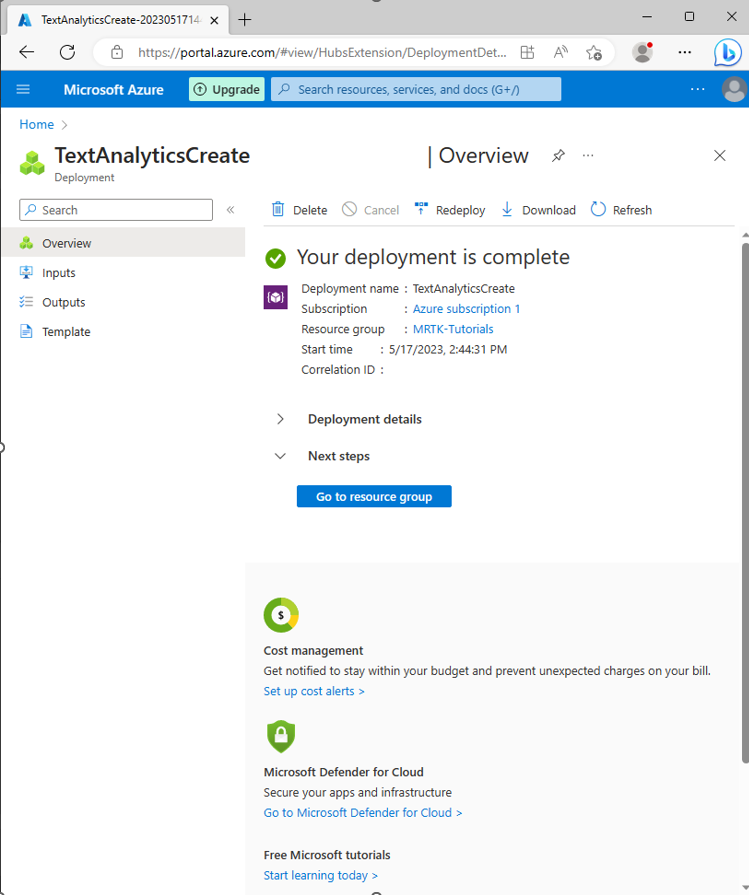 TextAnalyticsCreate-2023051714
https://portal.azure.com/#view/HubsExtension/DeploymentDet...
Microsoft Azure
Upgrade
Search resources, services, and docs (G+/)
Home
TextAnalyticsCreate | Overview
Deployment
Search
Overview
Inputs
Outputs
Template
Delete Cancel Redeploy Download Refresh
Your deployment is complete
Deployment name : TextAnalyticsCreate
Subscription : Azure subscription 1
Resource group : MRTK-Tutorials
Start time : 5/17/2023, 2:44:31 PM
Correlation ID :
Deployment details
Next steps
Go to resource group
Cost management
Get notified to stay within your budget and prevent unexpected charges on your bill.
Set up cost alerts >
Microsoft Defender for Cloud
Secure your apps and infrastructure
Go to Microsoft Defender for Cloud >
Free Microsoft tutorials
Start learning today >